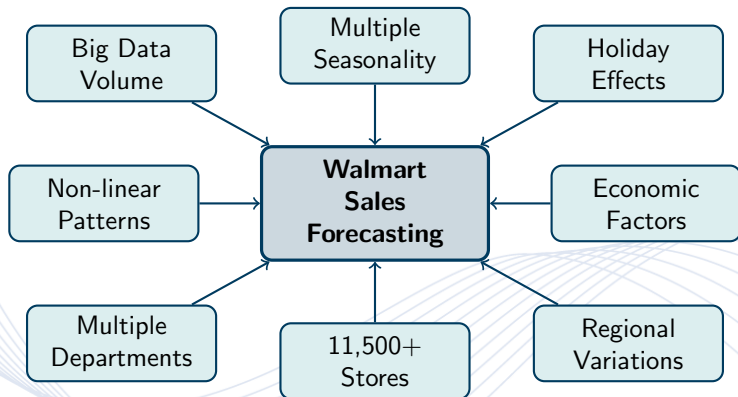 Big Data
Volume
Multiple
Seasonality
Holiday
Effects
Non-linear
Patterns
Walmart
Sales
Forecasting
Economic
Factors
Multiple
Departments
11,500+
Stores
Regional
Variations